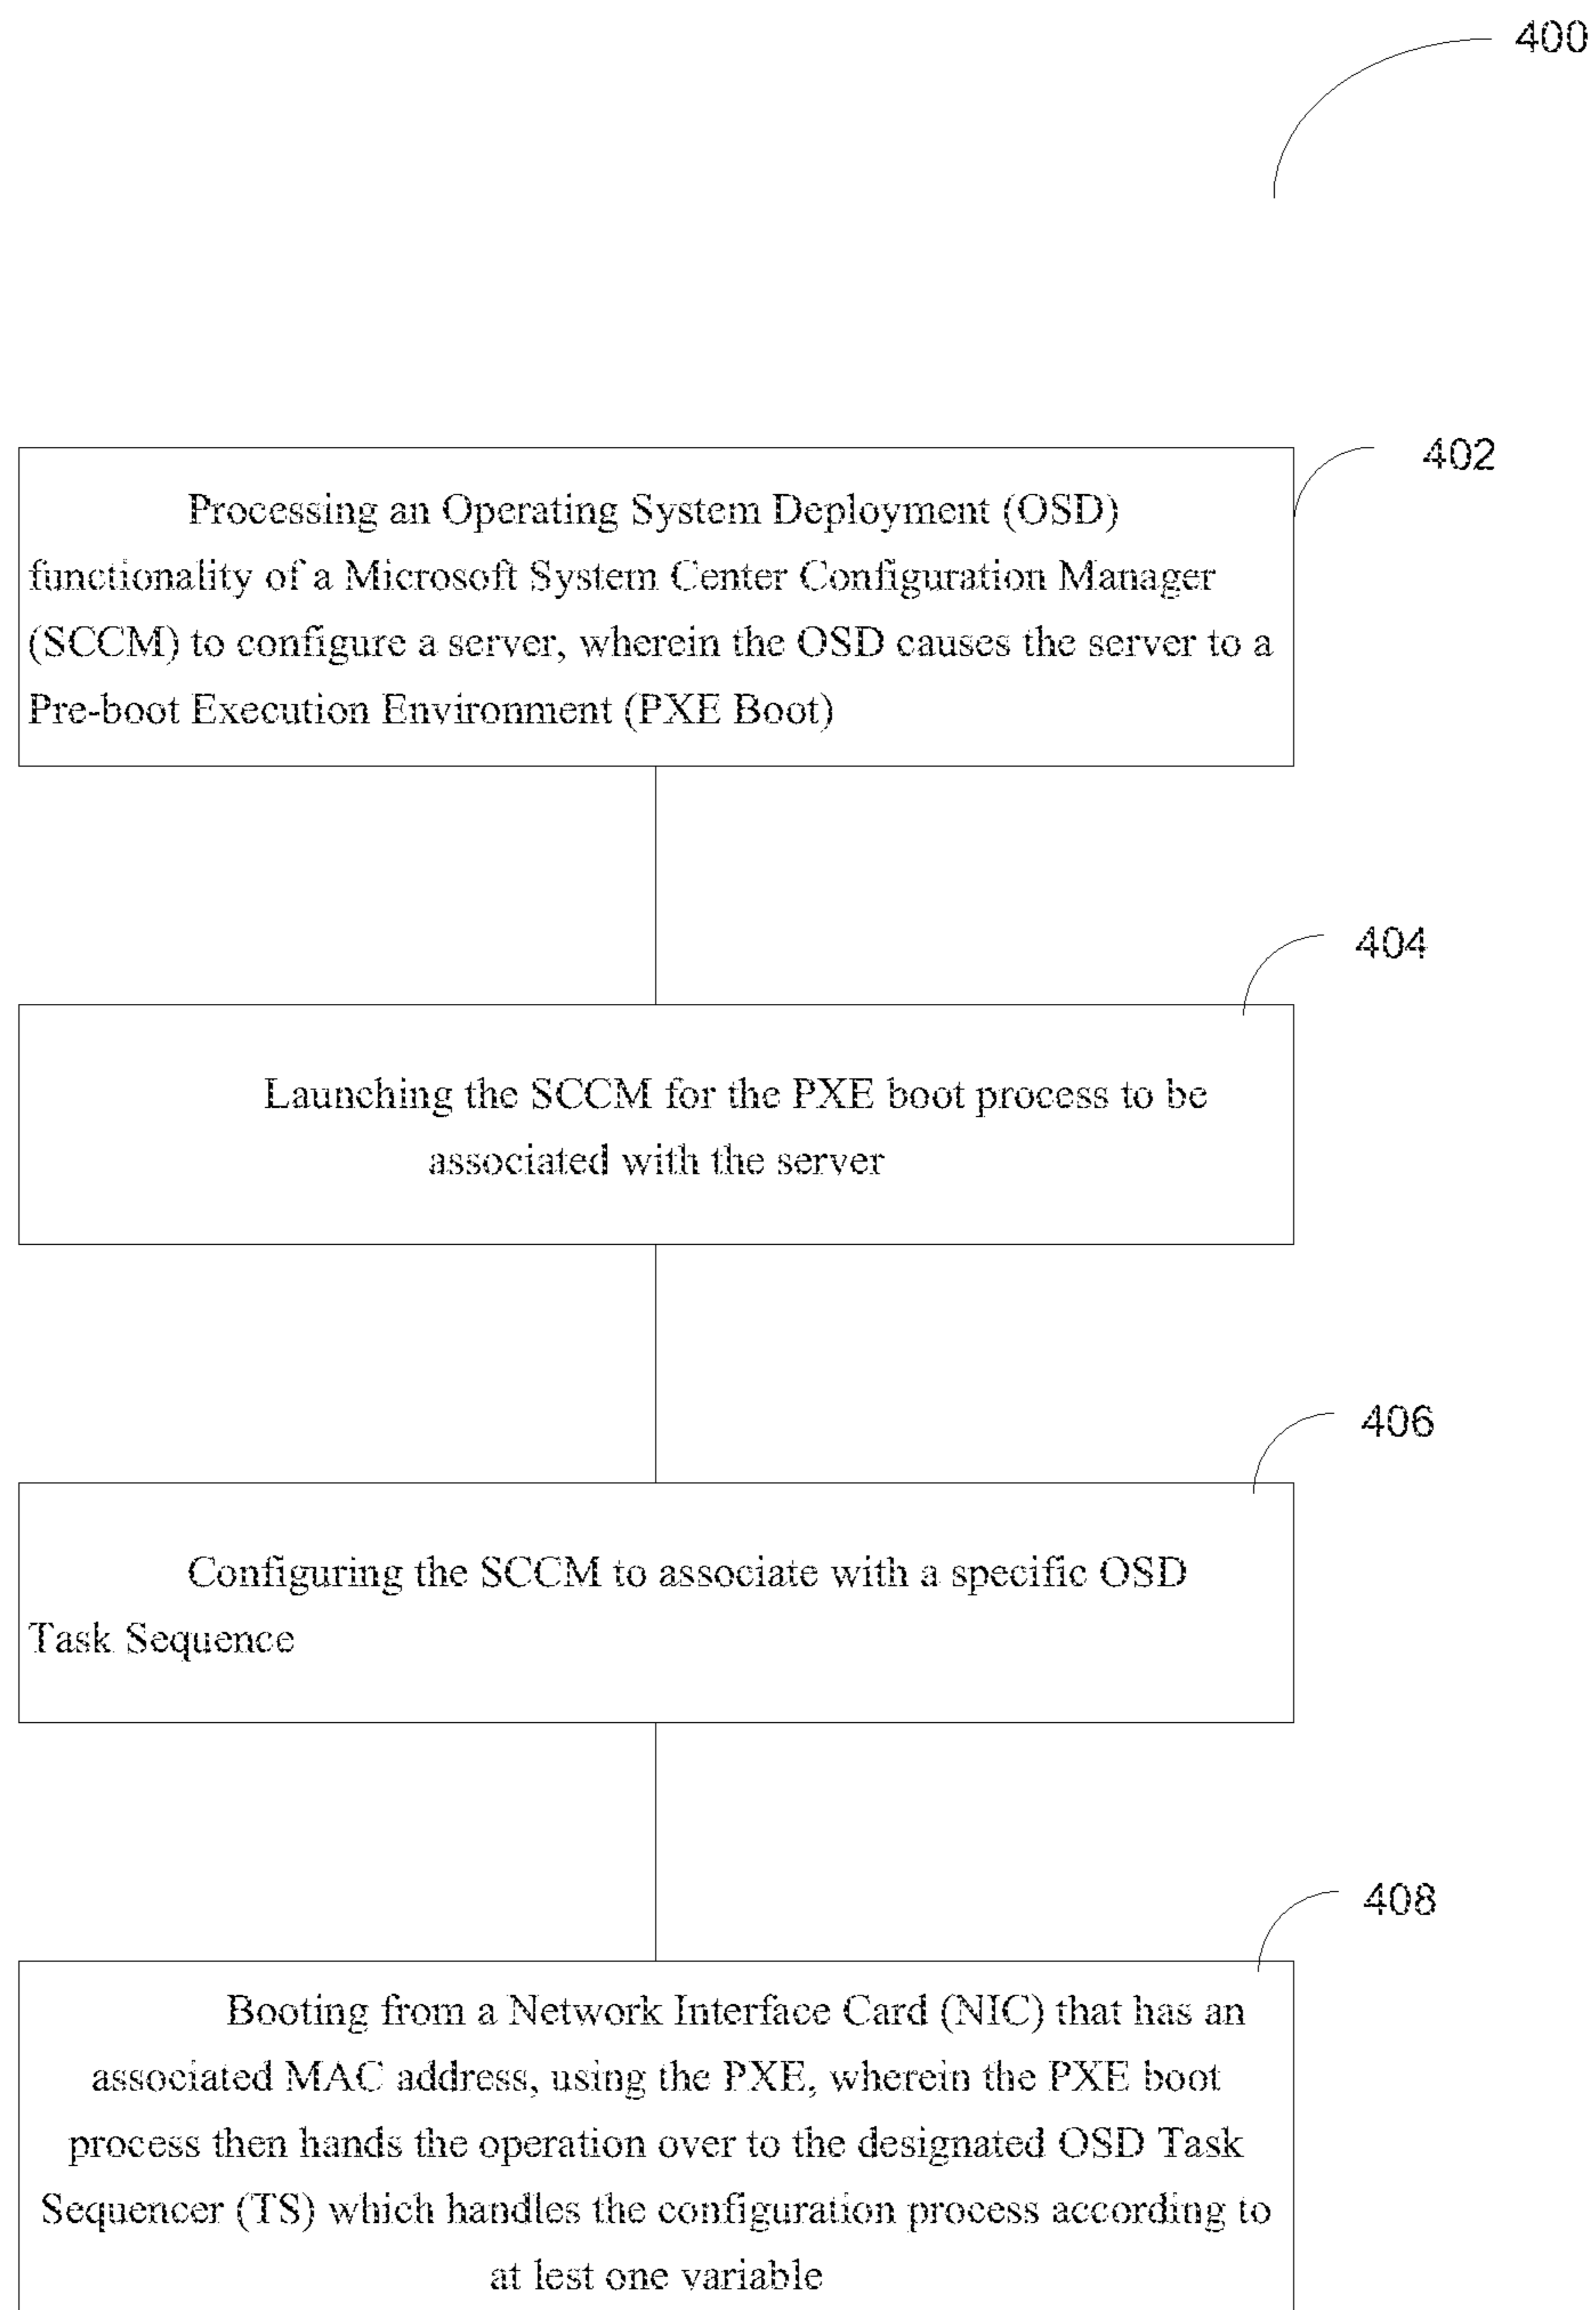 400
402
Processing an Operating System Deployment (OSD)
functionality of a Microsoft System Center Configuration Manager
(SCCM) to configure a server, wherein the OSD causes the server to a
Pre-boot Execution Environment (PXE Boot)
404
Launching the SCCM for the PXE boot process to be
associated with the server
406
Configuring the SCCM to associate with a specific OSD
Task Sequence
408
Booting from a Network Interface Card (NIC) that has an
associated MAC address, using the PXE, wherein the PXE boot
process then hands the operation over to the designated OSD Task
Sequencer (TS) which handles the configuration process according to
at lest one variable